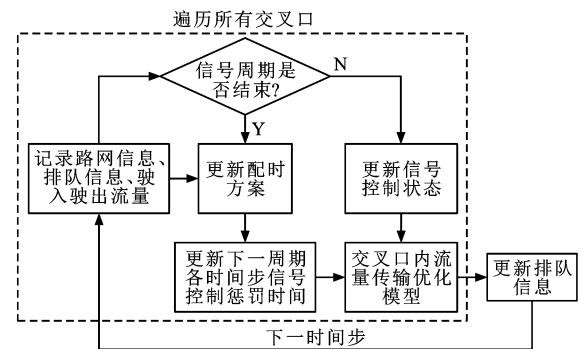 遍历所有交叉口
信号周期是
否结束?
N
Y
记录路网信息、
排队信息、驶
入驶出流量
更新配时
方案
更新信号
控制状态
更新下一周期
各时间步信号
控制惩罚时间
交叉口内流
量传输优化
模型
更新排队
信息
下一时间步